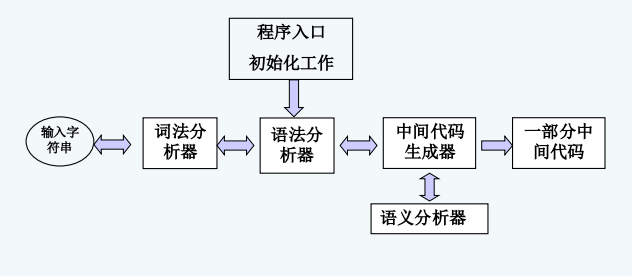 程序入口
初始化工作
输入字
符串
词法分
析器
语法分
析器
中间代码
生成器
一部分中
间代码
语义分析器